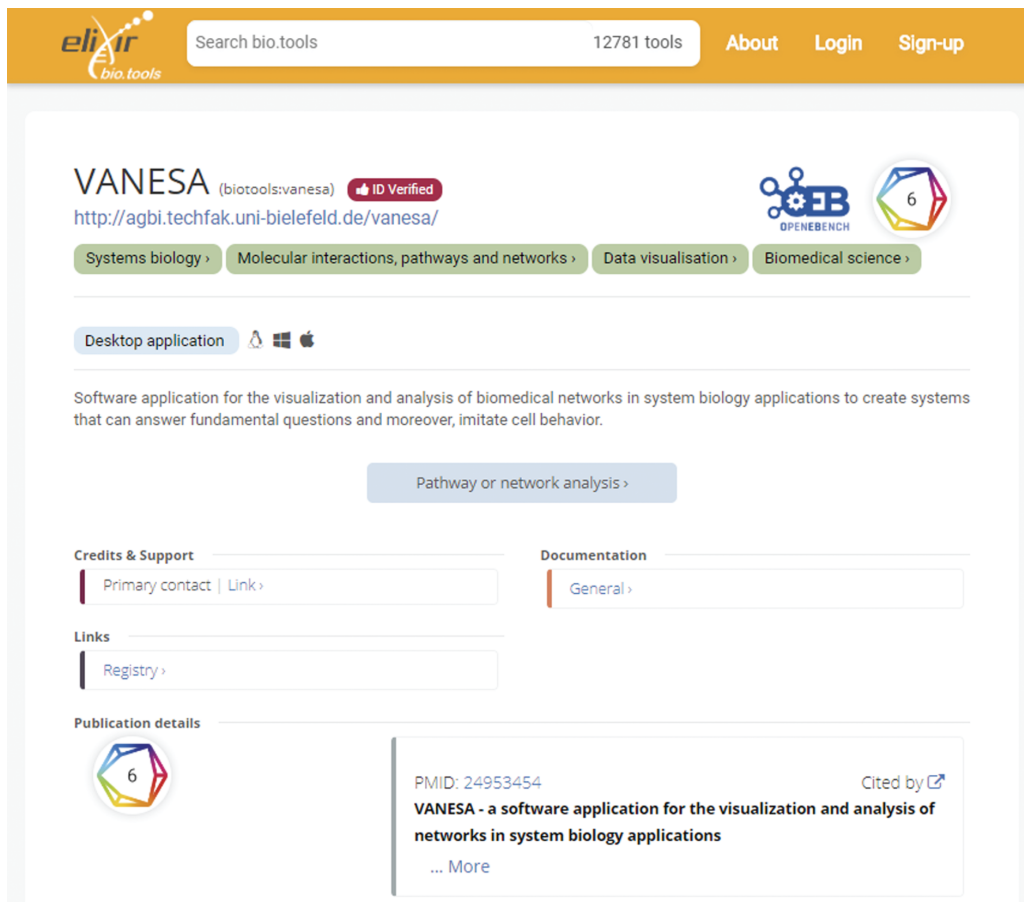 elixir
bio.tools
Search bio.tools 12781 tools
About Login Sign-up
VANESA (biotools:vanesa) ID Verified
http://agbi.techfak.uni-bielefeld.de/vanesa/
OEB
OPENEBENCH
6
Systems biology › Molecular interactions, pathways and networks › Data visualisation › Biomedical science ›
Desktop application
Software application for the visualization and analysis of biomedical networks in system biology applications to create systems
that can answer fundamental questions and moreover, imitate cell behavior.
Pathway or network analysis ›
Credits & Support
Primary contact | Link ›
Documentation
General ›
Links
Registry ›
Publication details
6
PMID: 24953454 Cited by
VANESA - a software application for the visualization and analysis of
networks in system biology applications
... More